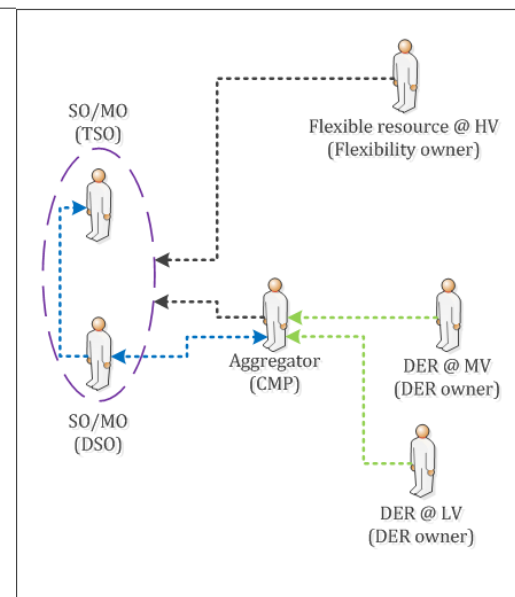 SO/MO
(TSO)
Flexible resource @ HV
(Flexibility owner)
Aggregator
(CMP)
DER @ MV
(DER owner)
SO/MO
(DSO)
DER @ LV
(DER owner)